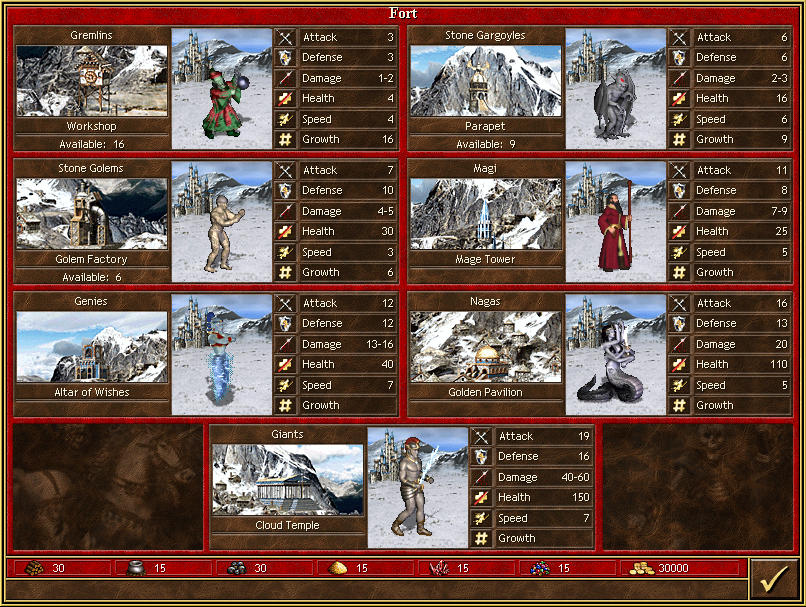 Fort
Gremlins
Workshop
Available: 16
Attack 3
Defense 3
Damage 1-2
Health 4
Speed 4
Growth 16
Stone Gargoyles
Parapet
Available: 9
Attack 6
Defense 6
Damage 2-3
Health 16
Speed 6
Growth 9
Stone Golems
Golem Factory
Available: 6
Attack 7
Defense 10
Damage 4-5
Health 30
Speed 3
Growth 6
Magi
Mage Tower
Attack 11
Defense 8
Damage 7-9
Health 25
Speed 5
Growth
Genies
Altar of Wishes
Attack 12
Defense 12
Damage 13-16
Health 40
Speed 7
Growth
Nagas
Golden Pavilion
Attack 16
Defense 13
Damage 20
Health 110
Speed 5
Growth
Giants
Cloud Temple
Attack 19
Defense 16
Damage 40-60
Health 150
Speed 7
Growth
30 15 30 15 15 15 30000